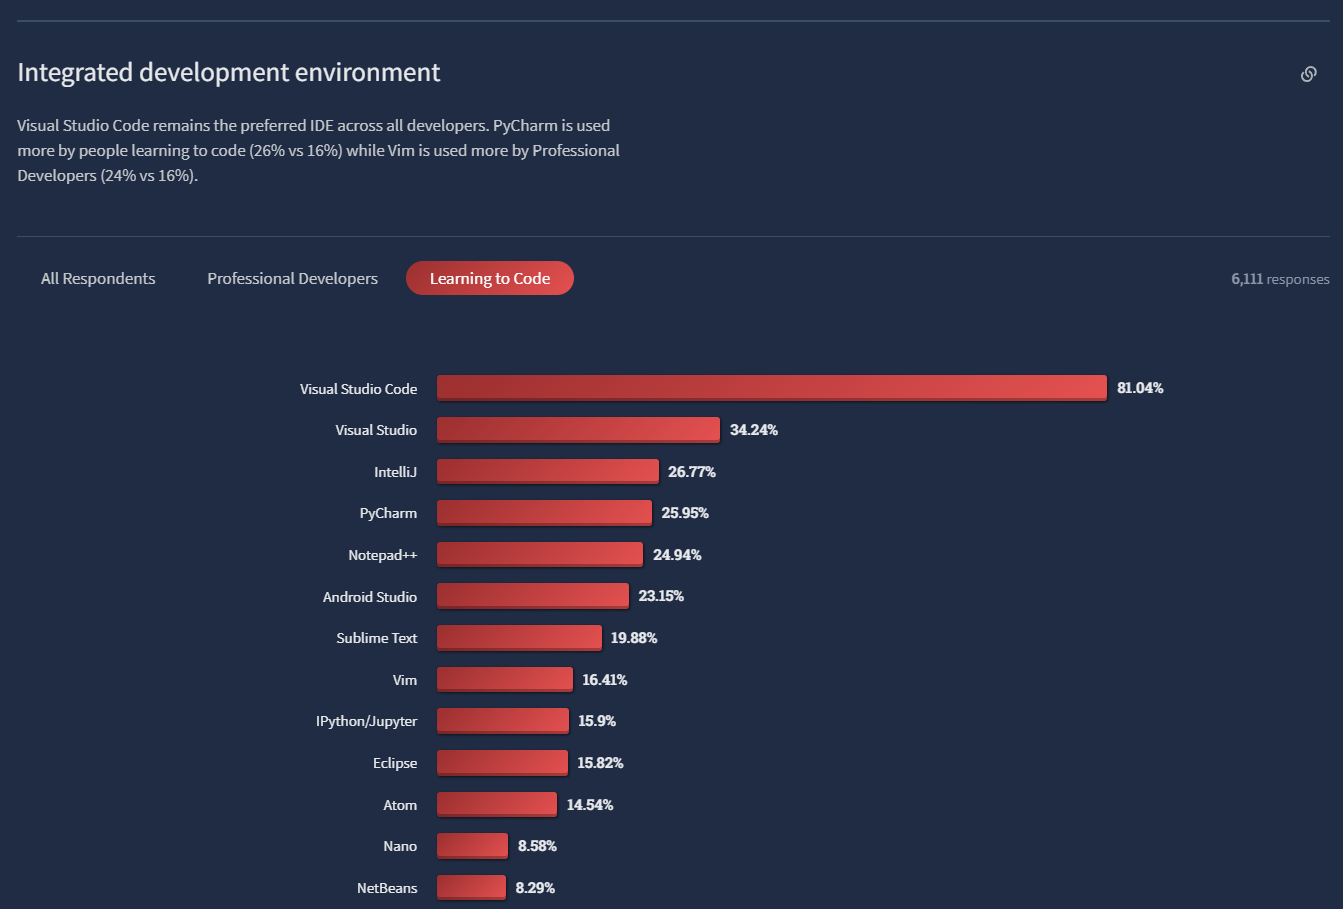 Integrated development environment
Visual Studio Code remains the preferred IDE across all developers. PyCharm is used
more by people learning to code (26% vs 16%) while Vim is used more by Professional
Developers (24% vs 16%).
All Respondents Professional Developers Learning to Code 6,111 responses
Visual Studio Code 81.04%
Visual Studio 34.24%
IntelliJ 26.77%
PyCharm 25.95%
Notepad++ 24.94%
Android Studio 23.15%
Sublime Text 19.88%
Vim 16.41%
IPython/Jupyter 15.9%
Eclipse 15.82%
Atom 14.54%
Nano 8.58%
NetBeans 8.29%